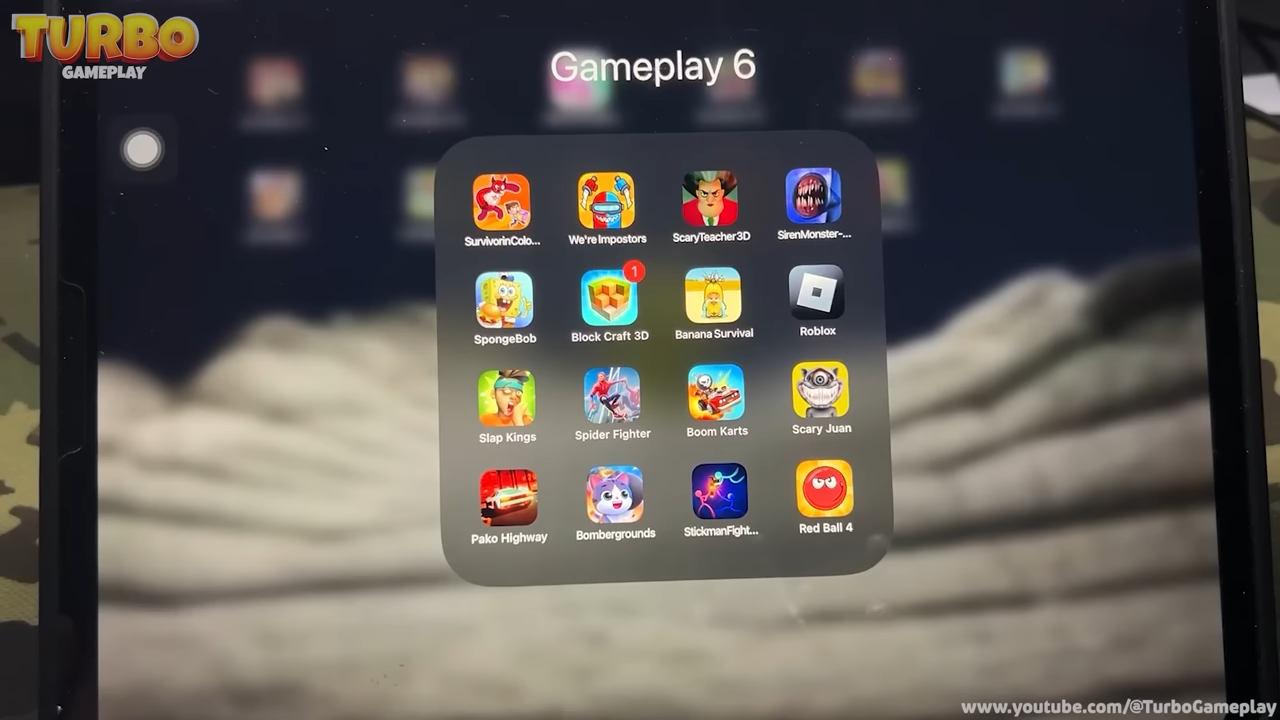 TURBO
GAMEPLAY
Gameplay 6
SurvivorinColo...
We're Impostors
ScaryTeacher3D
SirenMonster-...
SpongeBob
1
Block Craft 3D
Banana Survival
Roblox
Slap Kings
Spider Fighter
Boom Karts
Scary Juan
Pako Highway
Bombergrounds
StickmanFight...
Red Ball 4
www.youtube.com/@TurboGameplay